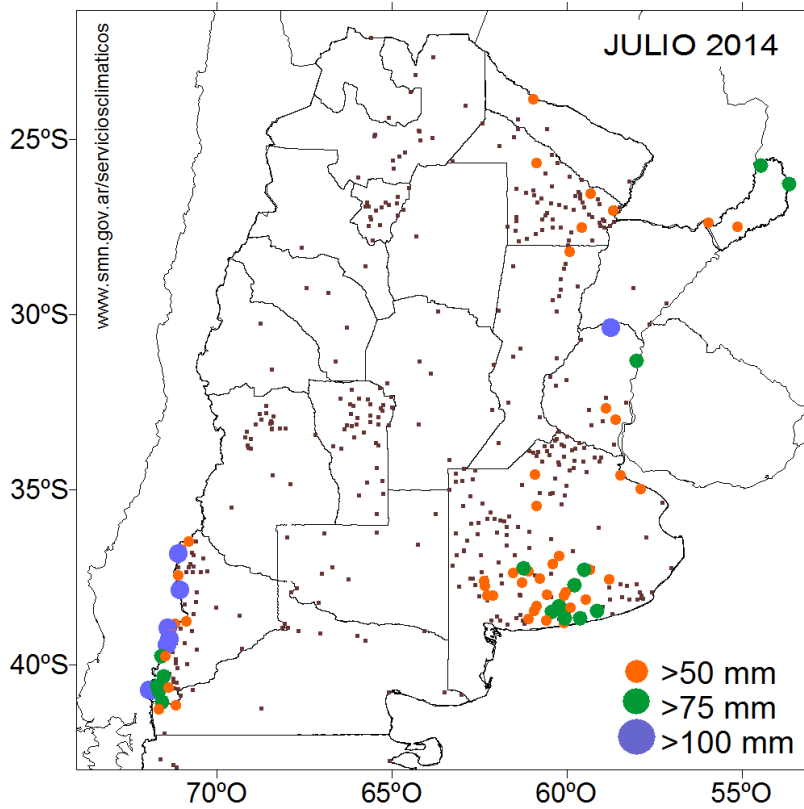 JULIO 2014
www.smn.gov.ar/serviciosclimaticos
25ºS
30ºS
35ºS
40ºS
>50 mm
>75 mm
>100 mm
70ºO
65ºO
60ºO
55ºO